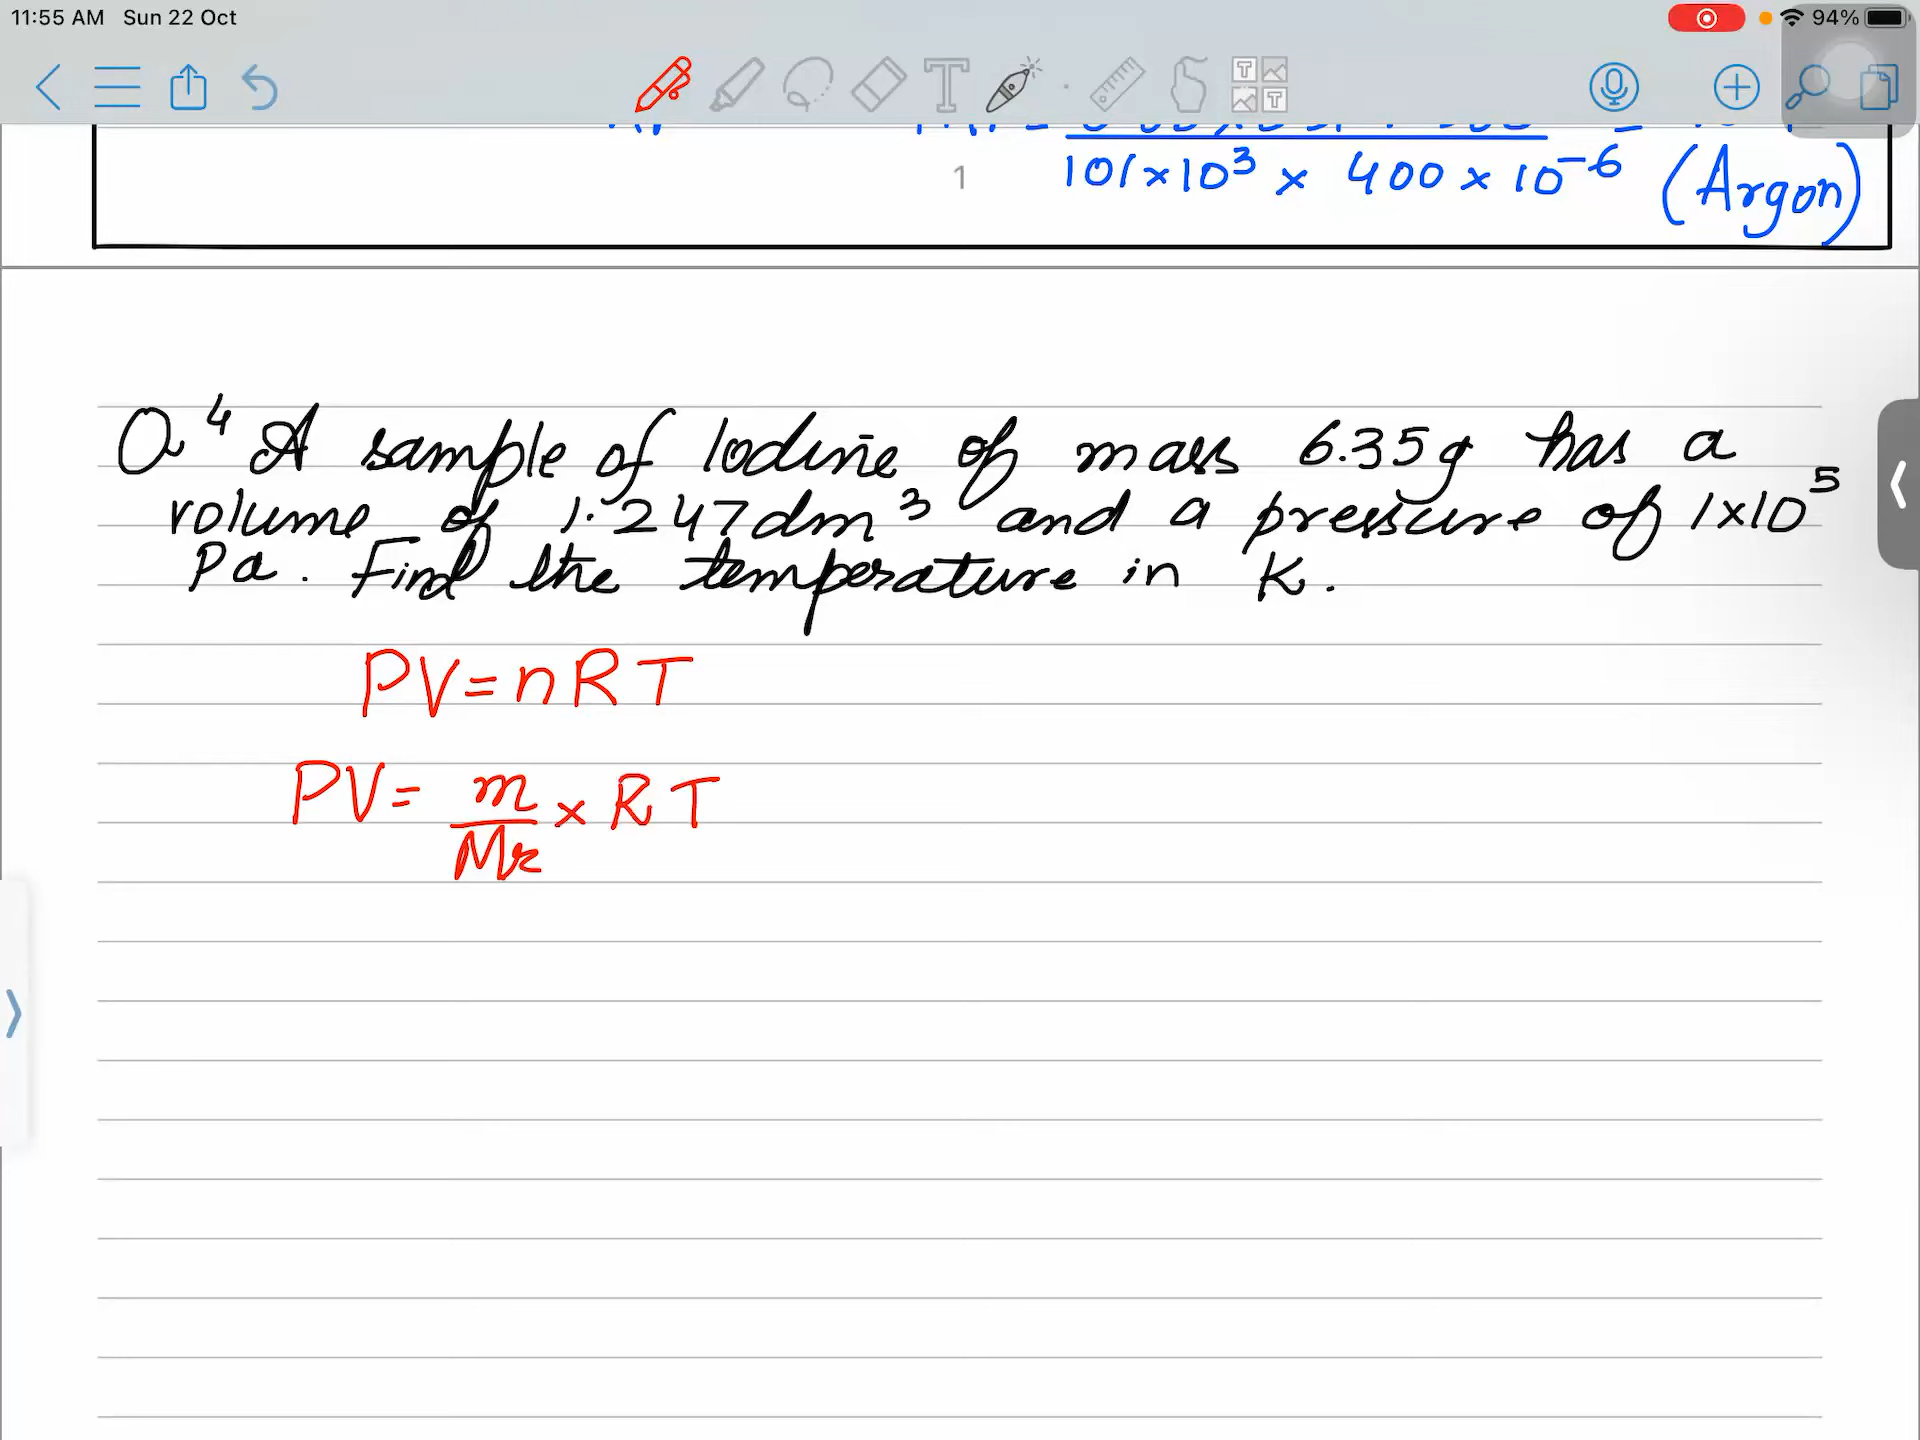 11:55 AM Sun 22 Oct
94%
101×10³ × 400 × 10⁻⁶ (Argon)
1
Q4 A sample of Iodine of mass 6.35g has a
volume of 1.247dm³ and a pressure of 1×10⁵
Pa. Find the temperature in K.
PV=nRT
PV= m/Mr × RT